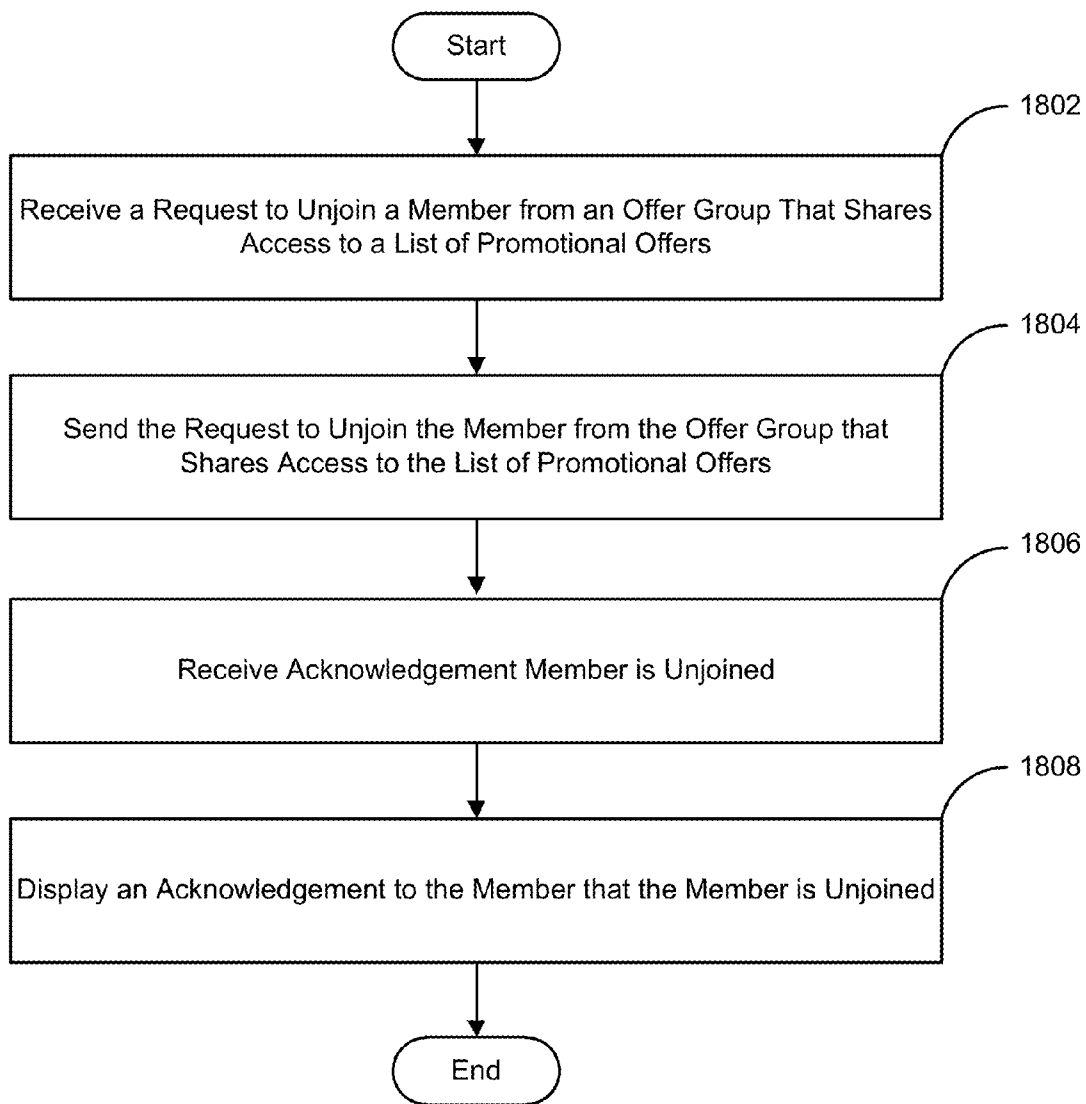 Start
1802
Receive a Request to Unjoin a Member from an Offer Group That Shares
Access to a List of Promotional Offers
1804
Send the Request to Unjoin the Member from the Offer Group that
Shares Access to the List of Promotional Offers
1806
Receive Acknowledgement Member is Unjoined
1808
Display an Acknowledgement to the Member that the Member is Unjoined
End